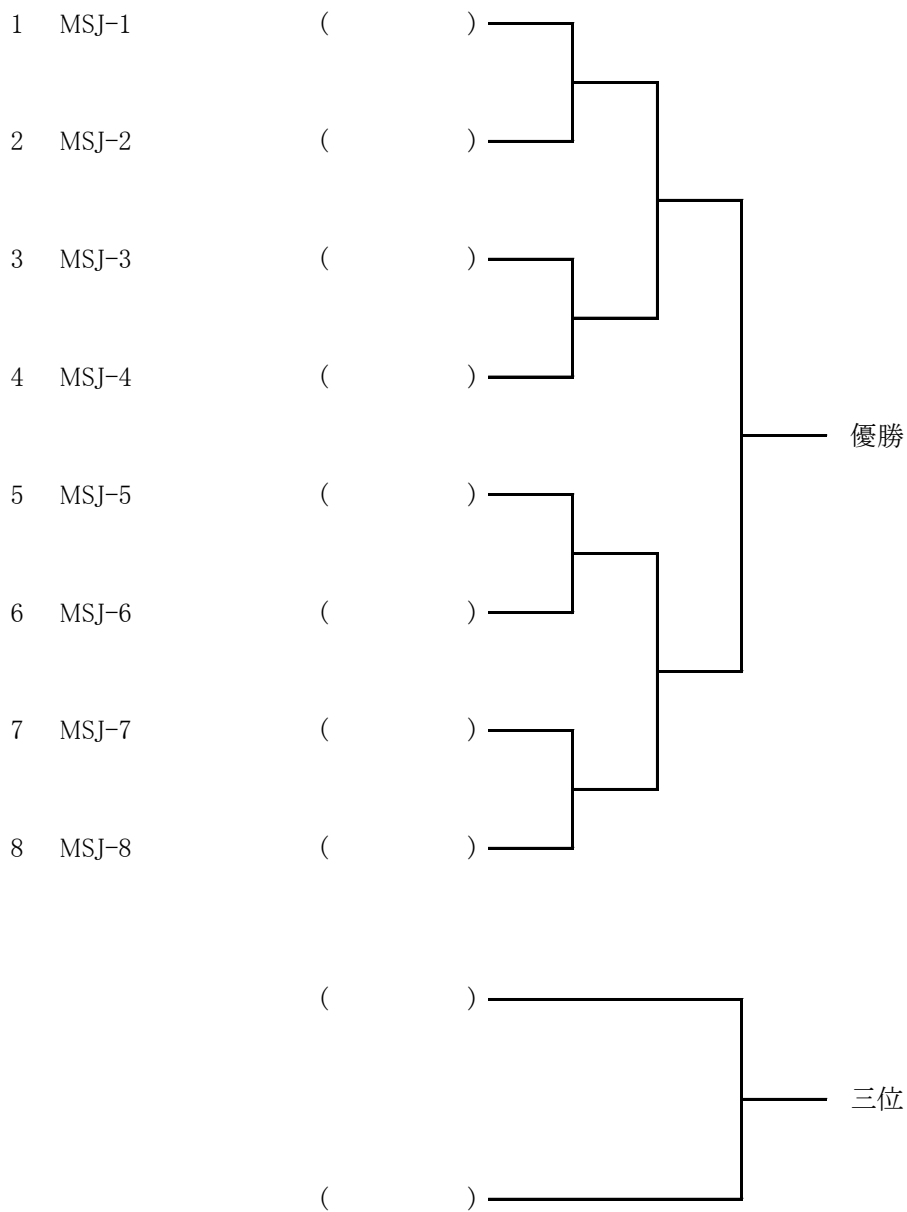 1 MSJ-1 ( )
2 MSJ-2 ( )
3 MSJ-3 ( )
4 MSJ-4 ( )
優勝
5 MSJ-5 ( )
6 MSJ-6 ( )
7 MSJ-7 ( )
8 MSJ-8 ( )
( )
三位
( )